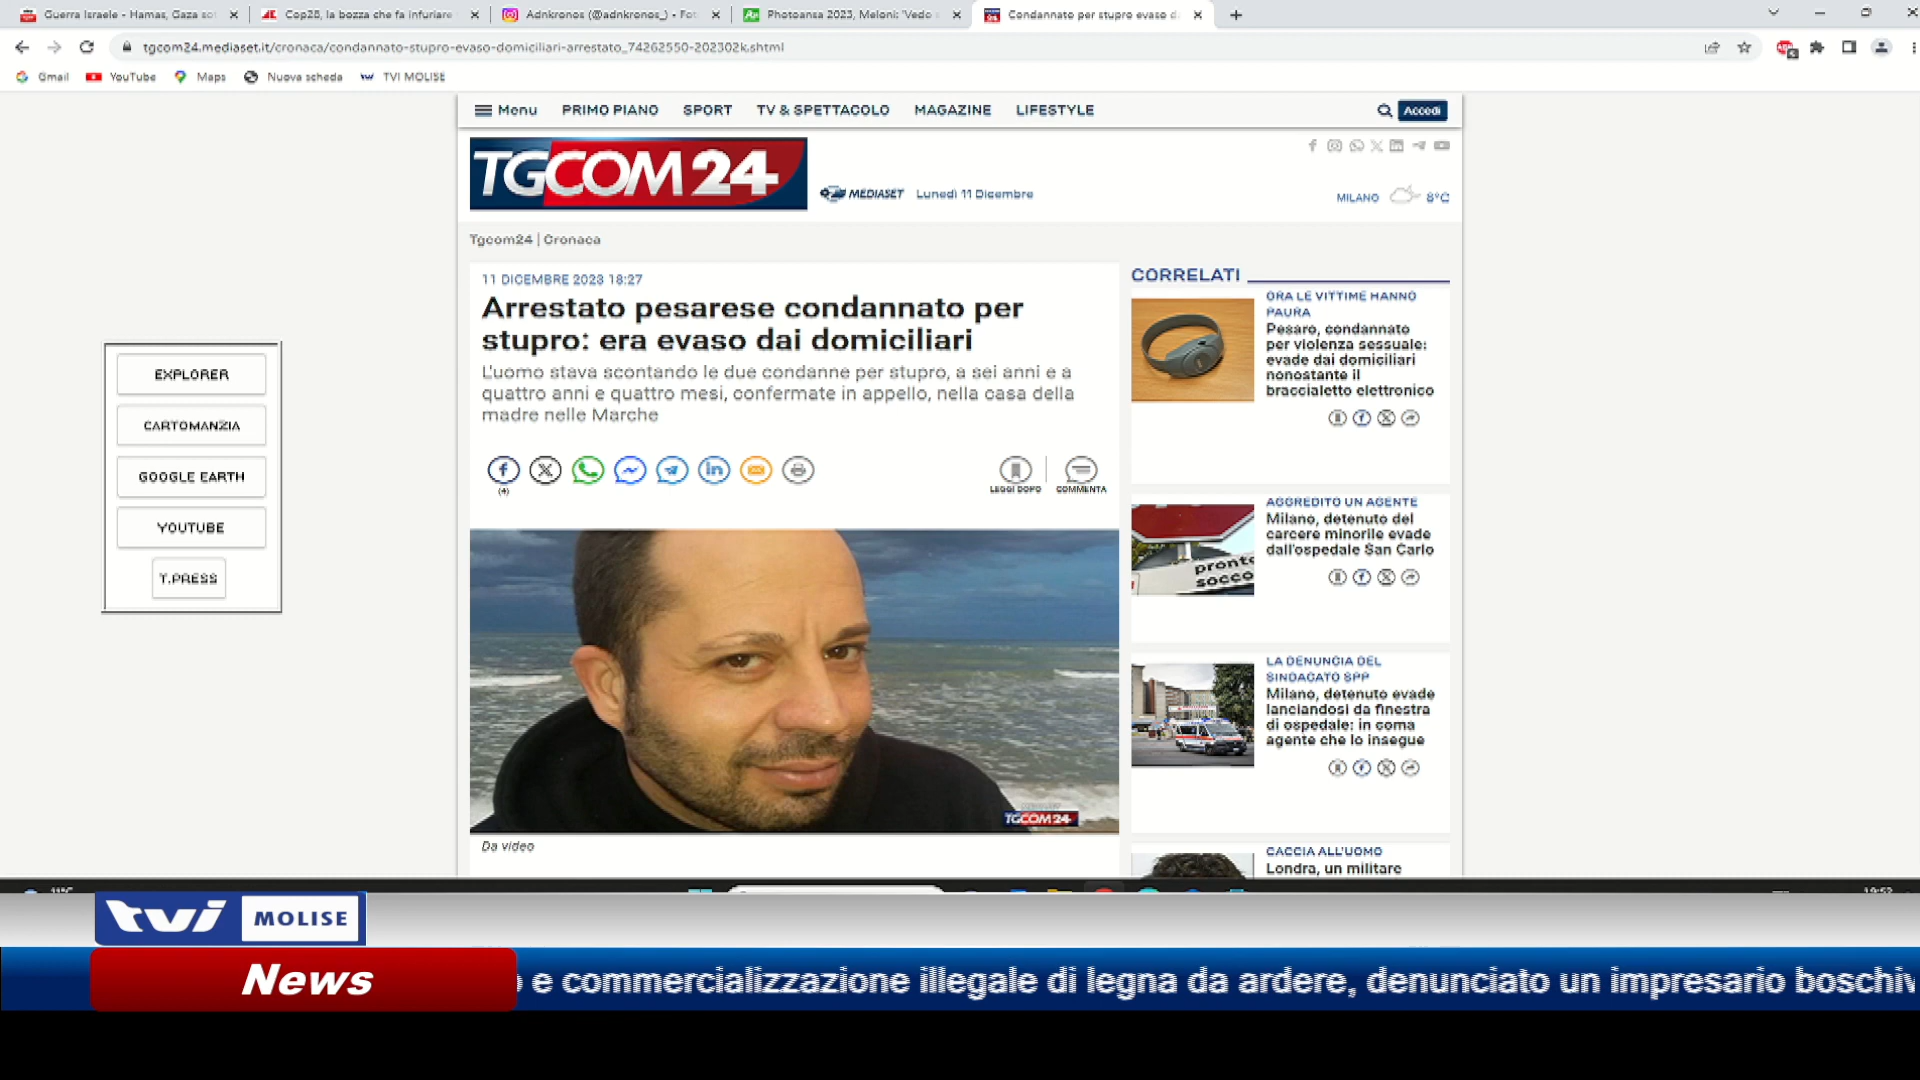 Guerra Israele - Hamas, Gaza so
Cop28, la bozza che fa infuriare
Adnkronos (@adnkronos_) • Fot
Photoansa 2023, Meloni: 'Vedo
Condannato per stupro evaso d
tgcom24.mediaset.it/cronaca/condannato-stupro-evaso-domiciliari-arrestato_74262550-202302k.shtml
Gmail
YouTube
Maps
Nuova scheda
TVI MOLISE
Menu
PRIMO PIANO
SPORT
TV & SPETTACOLO
MAGAZINE
LIFESTYLE
Accedi
TGCOM24
MEDIASET
Lunedì 11 Dicembre
MILANO
8°C
Tgcom24 | Cronaca
11 DICEMBRE 2023 18:27
Arrestato pesarese condannato per
stupro: era evaso dai domiciliari
L'uomo stava scontando le due condanne per stupro, a sei anni e a
quattro anni e quattro mesi, confermate in appello, nella casa della
madre nelle Marche
(4)
LEGGI DOPO
COMMENTA
TGCOM24
Da video
CORRELATI
ORA LE VITTIME HANNO
PAURA
Pesaro, condannato
per violenza sessuale:
evade dai domiciliari
nonostante il
braccialetto elettronico
AGGREDITO UN AGENTE
Milano, detenuto del
carcere minorile evade
dall'ospedale San Carlo
pronto
socco
LA DENUNCIA DEL
SINDACATO SPP
Milano, detenuto evade
lanciandosi da finestra
di ospedale: in coma
agente che lo insegue
CACCIA ALL'UOMO
Londra, un militare
EXPLORER
CARTOMANZIA
GOOGLE EARTH
YOUTUBE
T.PRESS
11°C
19:52
tvi MOLISE
News
o e commercializzazione illegale di legna da ardere, denunciato un impresario boschiv